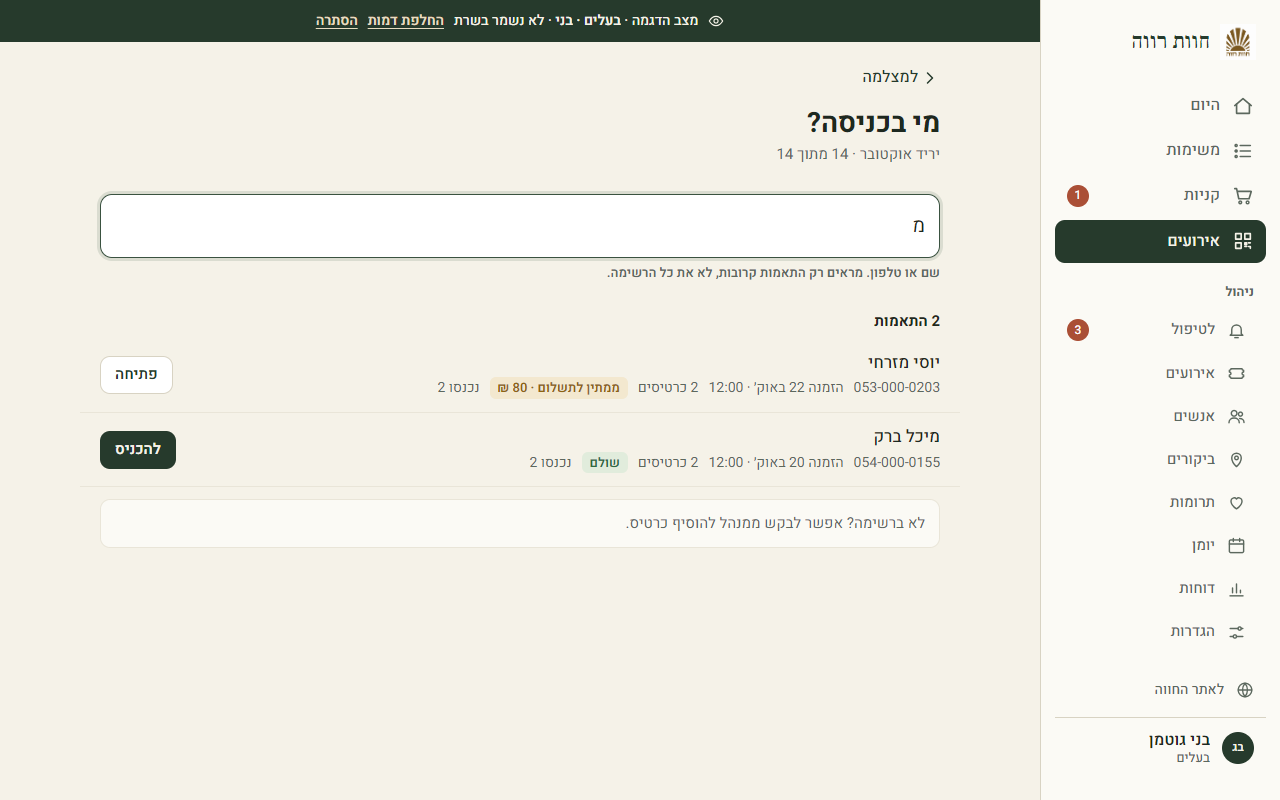 מצב הדגמה · בעלים · בני · לא נשמר בשרת החלפת דמות הסתרה
חוות רווה
היום
משימות
קניות 1
אירועים
ניהול
לטיפול 3
אירועים
אנשים
ביקורים
תרומות
יומן
דוחות
הגדרות
לאתר החווה
בג
בני גוטמן
בעלים
למצלמה
מי בכניסה?
יריד אוקטובר · 14 מתוך 14
מ
שם או טלפון. מראים רק התאמות קרובות, לא את כל הרשימה.
2 התאמות
יוסי מזרחי
053-000-0203 הזמנה 22 באוק׳ · 12:00 2 כרטיסים ממתין לתשלום · 80 ₪ נכנסו 2
פתיחה
מיכל ברק
054-000-0155 הזמנה 20 באוק׳ · 12:00 2 כרטיסים שולם נכנסו 2
להכניס
לא ברשימה? אפשר לבקש ממנהל להוסיף כרטיס.